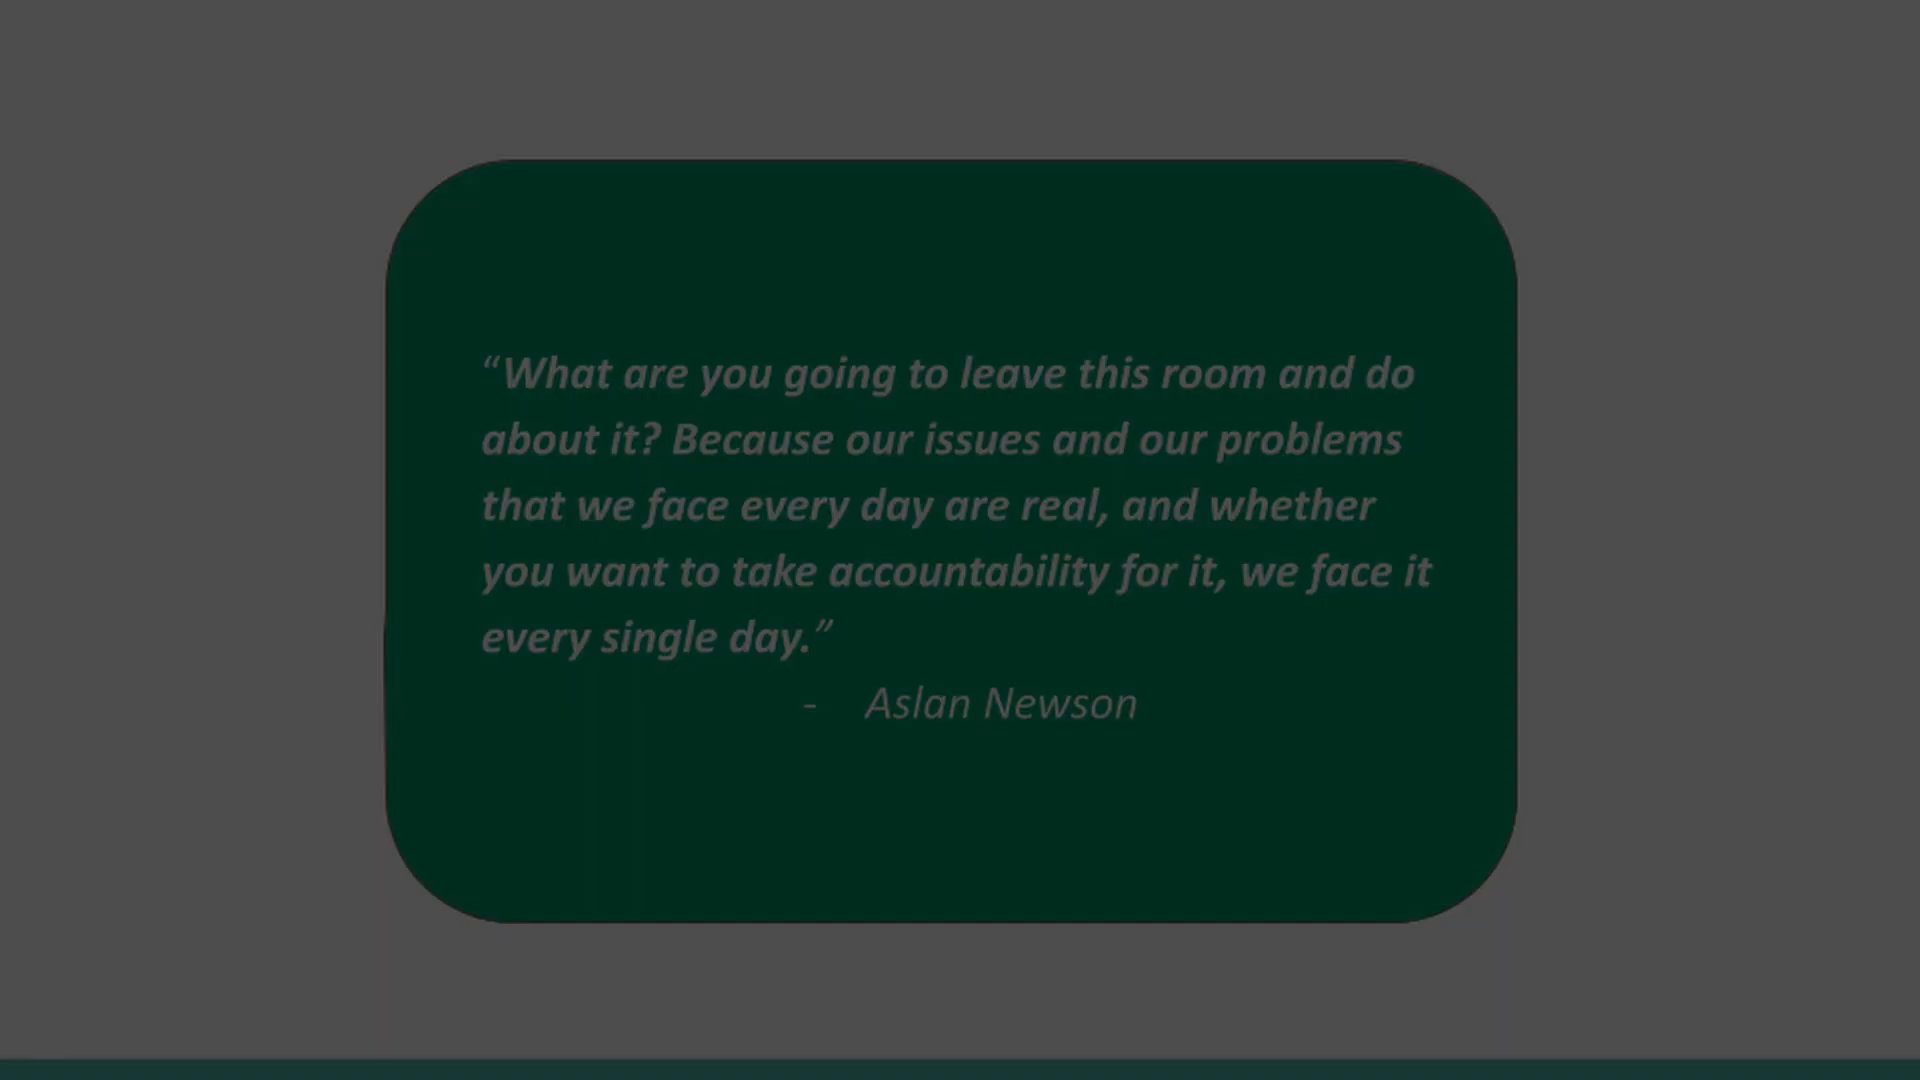 “What are you going to leave this room and do
about it? Because our issues and our problems
that we face every day are real, and whether
you want to take accountability for it, we face it
every single day.”
- Aslan Newson